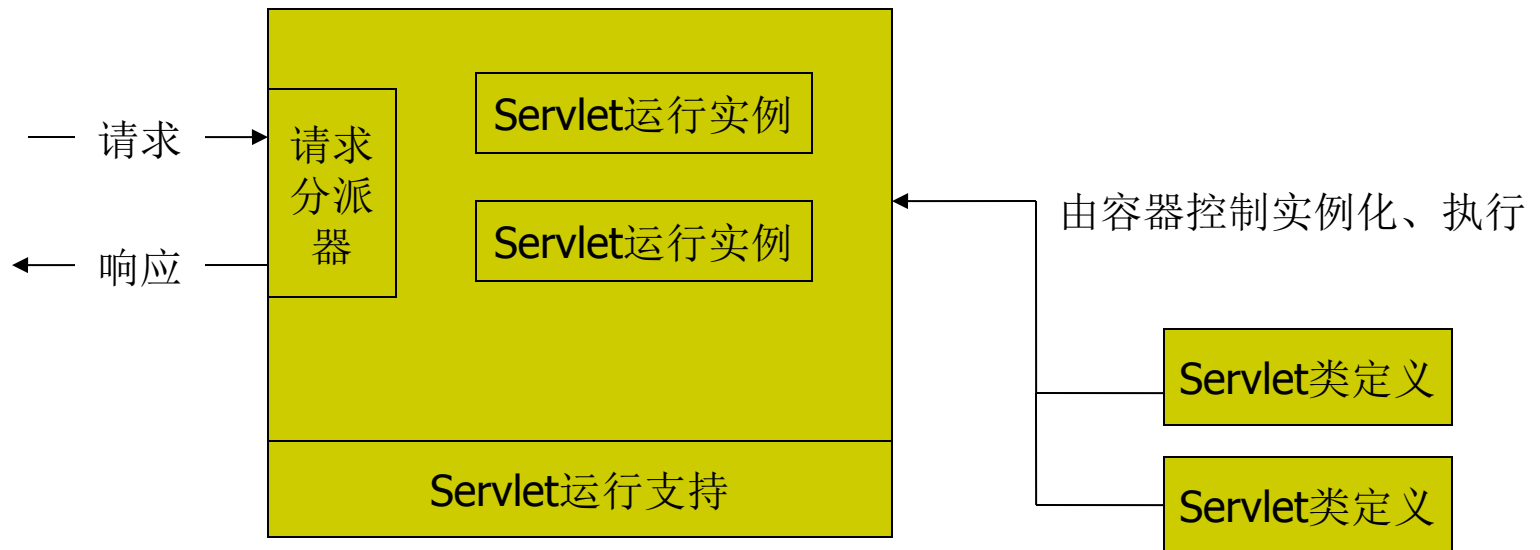 请求
响应
请求
分派
器
Servlet运行实例
Servlet运行实例
Servlet运行支持
由容器控制实例化、执行
Servlet类定义
Servlet类定义